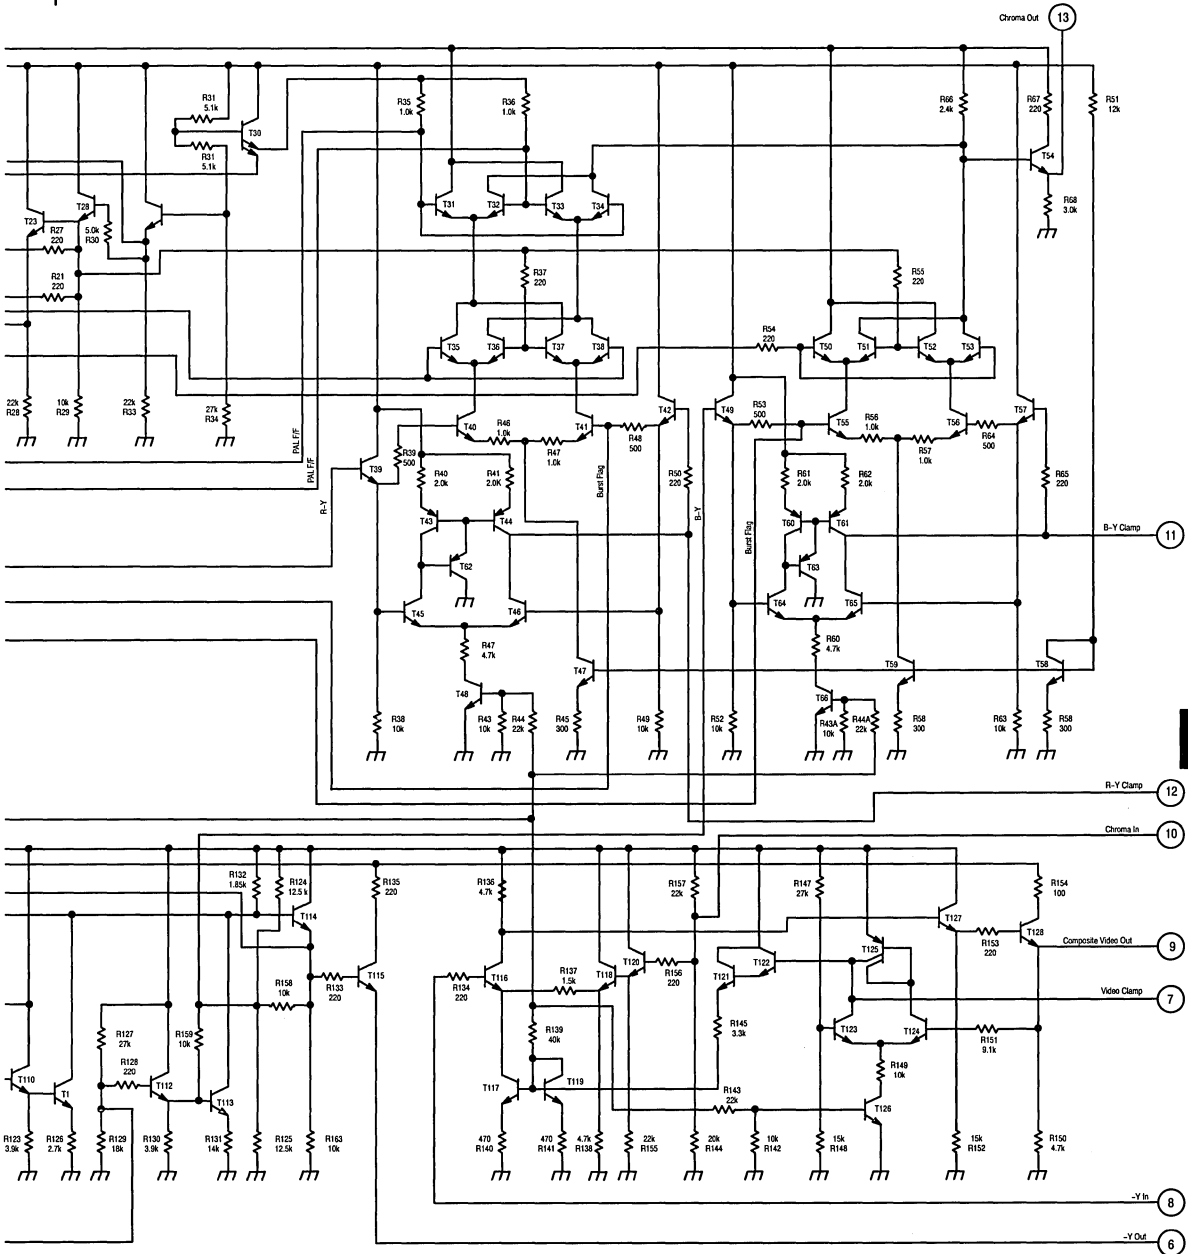 Chroma Out
13
R31
5.1k
T30
R31
5.1k
R35
1.0k
R36
1.0k
R66
2.4k
R67
220
R51
12k
T54
R68
3.0k
T23
T28
R27
220
5.0k
R30
R21
220
T31
T32
T33
T34
R37
220
R55
220
T35
T36
T37
T38
R54
220
T50
T51
T52
T53
22k
R28
10k
R29
22k
R33
27k
R34
PAL F/F
PAL F/F
R-Y
T39
R39
500
T40
R46
1.0k
R47
1.0k
T41
R48
500
T42
T49
R53
500
T55
R56
1.0k
R57
1.0k
T56
R64
500
T57
R40
2.0k
R41
2.0K
Burst Flag
R50
220
B-Y
R61
2.0k
R62
2.0k
R65
220
T43
T44
T60
T61
Burst Flag
B-Y Clamp
11
T62
T63
T45
T46
T64
T65
R47
4.7k
R60
4.7k
T47
T48
T59
T58
T66
R38
10k
R43
10k
R44
22k
R45
300
R49
10k
R52
10k
R43A
10k
R44A
22k
R58
300
R63
10k
R58
300
R-Y Clamp
12
Chroma In
10
R132
1.85k
R124
12.5 k
R135
220
R136
4.7k
R157
22k
R147
27k
R154
100
T114
T127
R153
220
T128
Composite Video Out
9
R158
10k
R133
220
T115
R134
220
T116
R137
1.5k
T118
T120
R156
220
T121
T122
T125
Video Clamp
7
R127
27k
R159
10k
R139
40k
R145
3.3k
T123
T124
R151
9.1k
R128
220
R149
10k
T110
T1
T112
T113
T117
T119
R143
22k
T126
R123
3.9k
R126
2.7k
R129
18k
R130
3.9k
R131
14k
R125
12.5k
R163
10k
470
R140
470
R141
4.7k
R138
22k
R155
20k
R144
10k
R142
15k
R148
15k
R152
R150
4.7k
-Y In
8
-Y Out
6